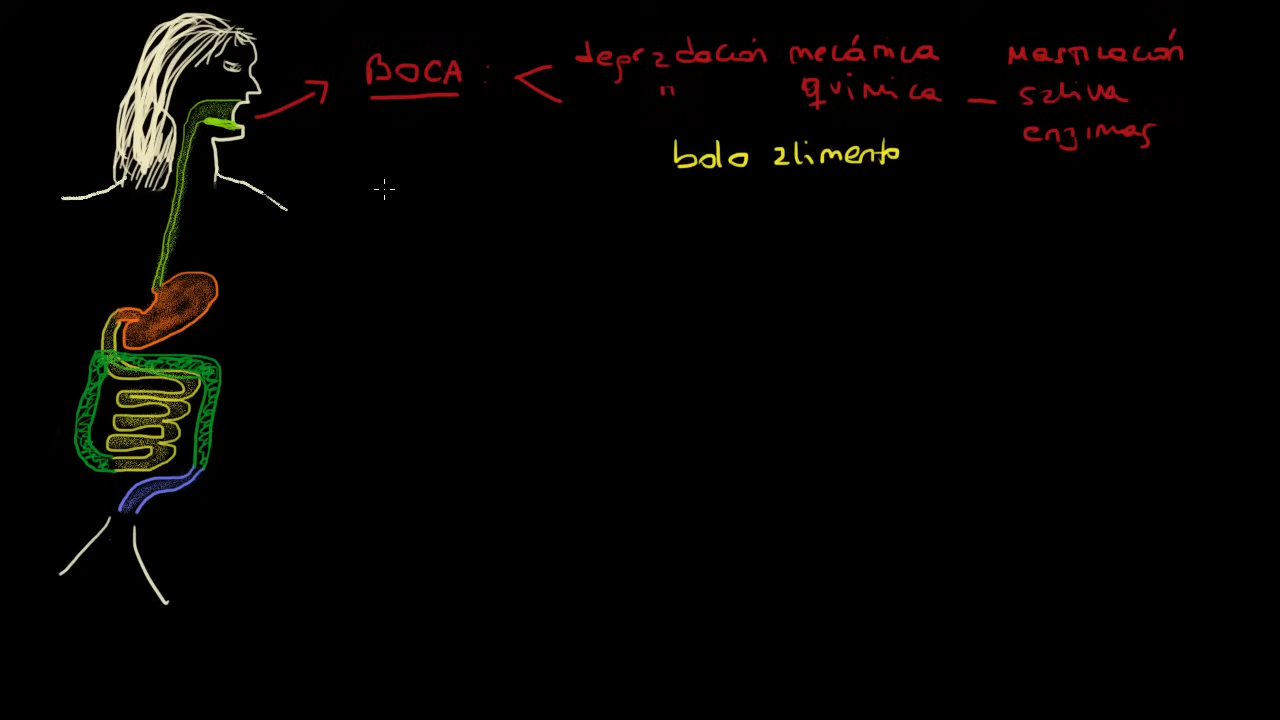 BOCA : degradación mecánica masticación
" química - saliva
enzimas
bolo alimento